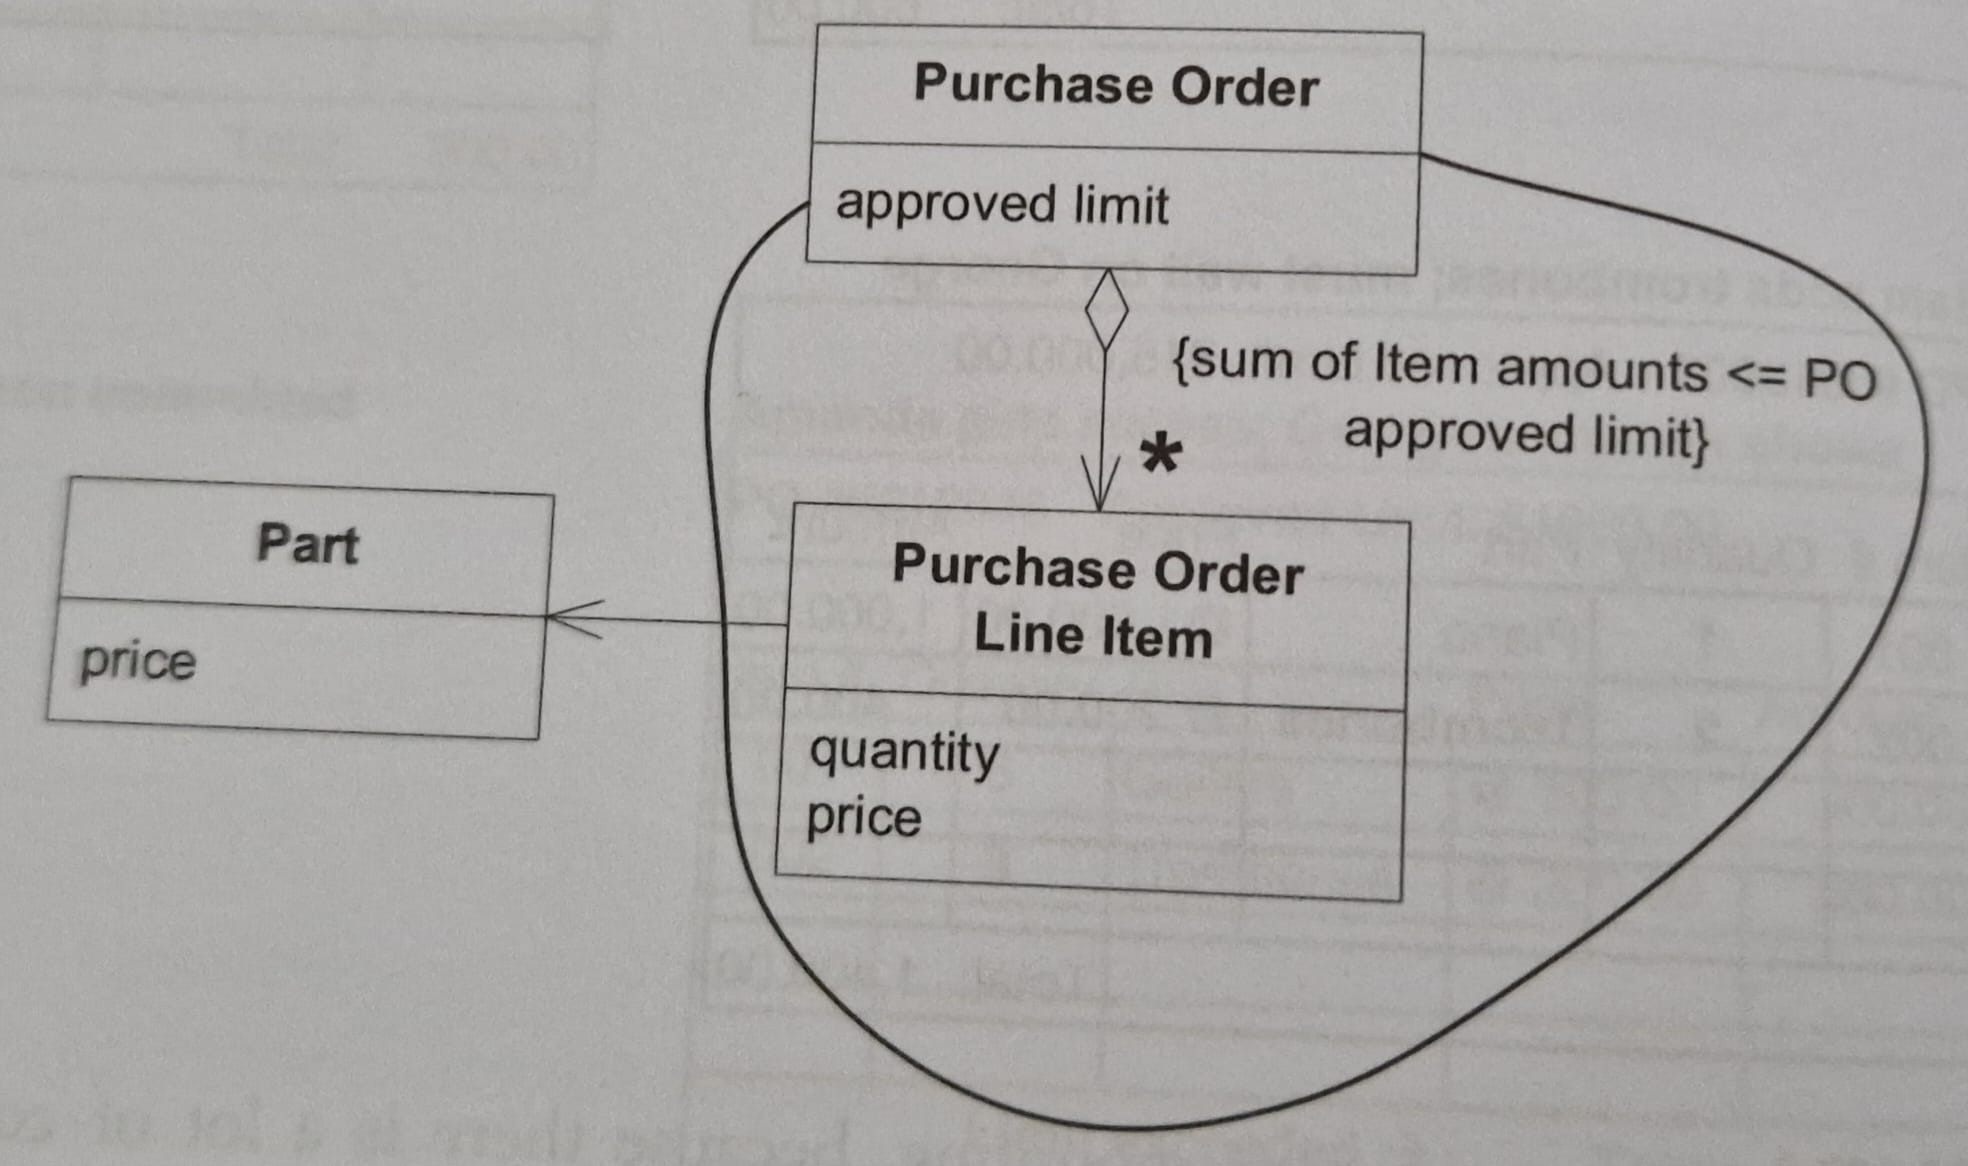 Purchase Order
approved limit
{sum of Item amounts <= PO
approved limit}
*
Part
price
Purchase Order
Line Item
quantity
price